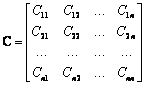 C11 C12 ... C1n
C21 C22 ... C2n
C = ... ... ... ...
Cn1 Cn2 ... Cnn